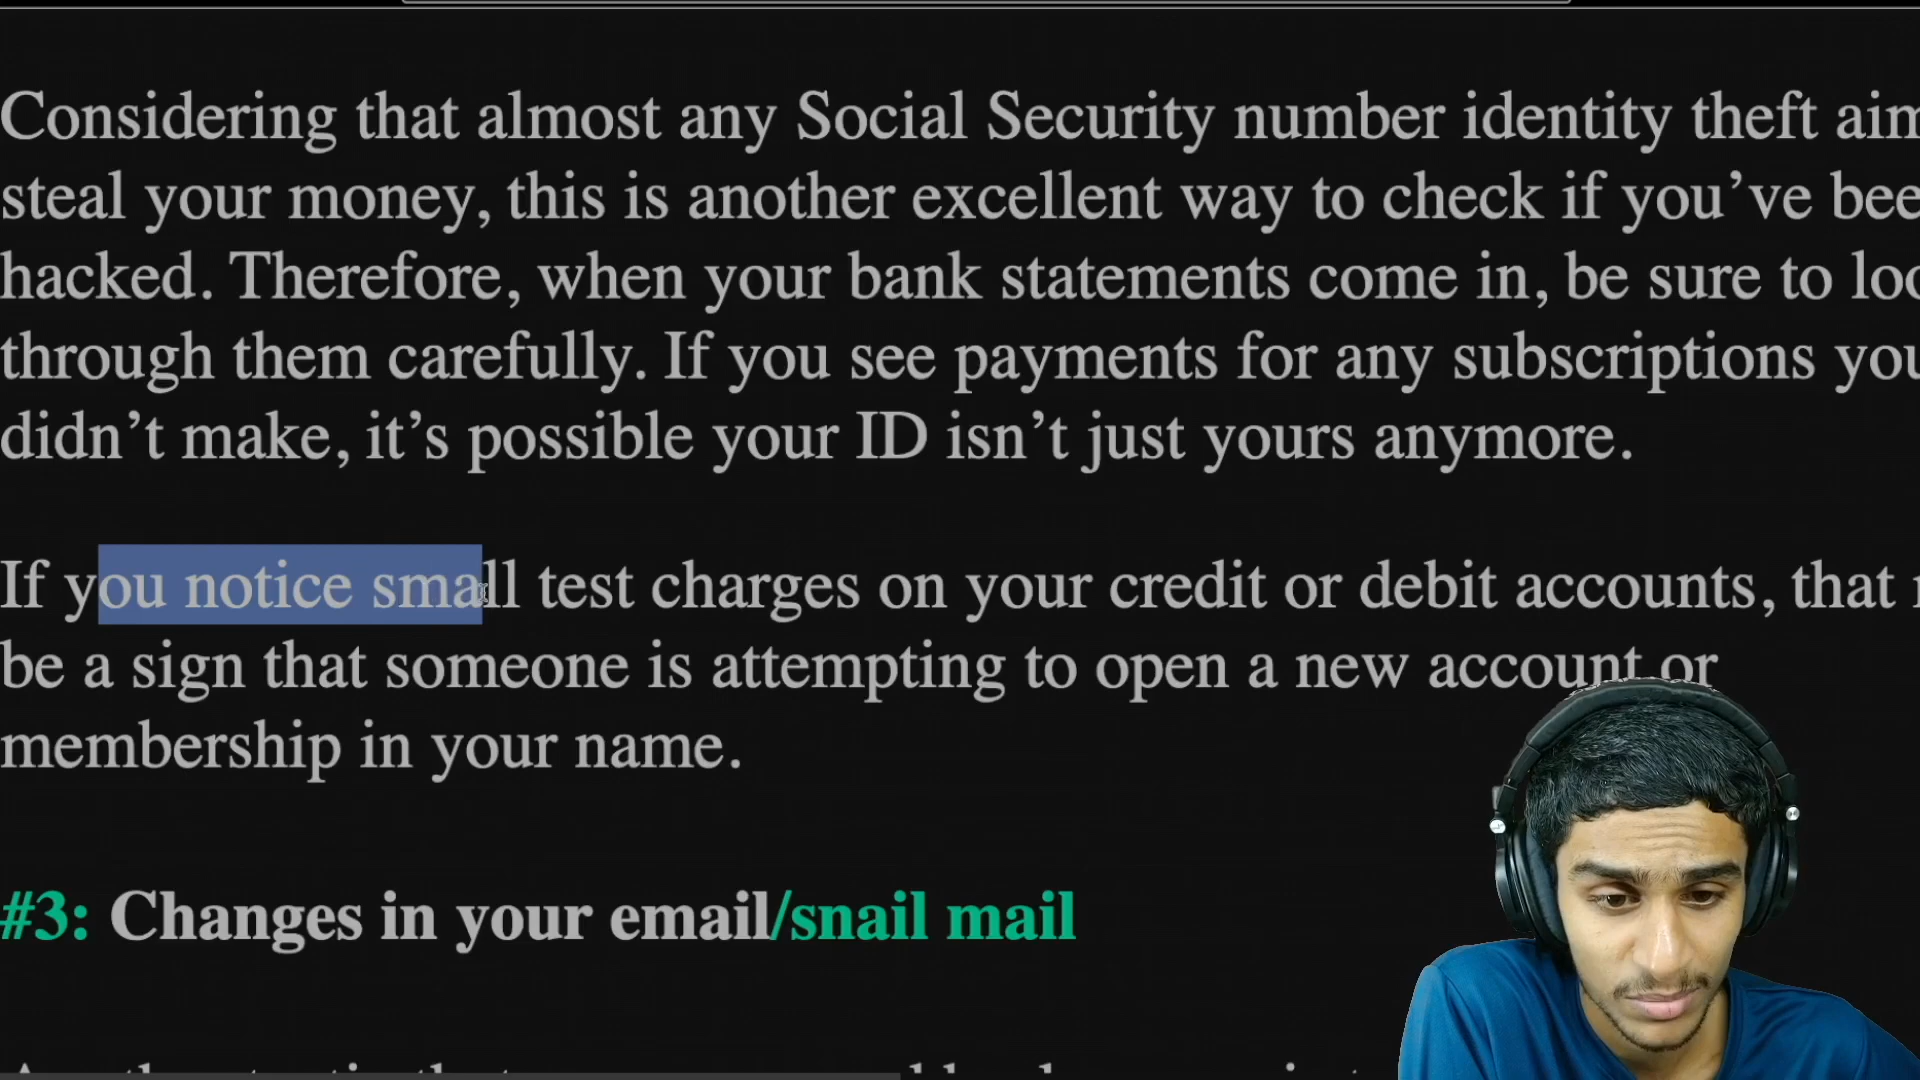 Considering that almost any Social Security number identity theft
steal your money, this is another excellent way to check if you’ve
hacked. Therefore, when your bank statements come in, be sure to
through them carefully. If you see payments for any subscriptions you
didn’t make, it’s possible your ID isn’t just yours anymore.
If you notice small test charges on your credit or debit accounts, that
be a sign that someone is attempting to open a new account or
membership in your name.
#3: Changes in your email/snail mail